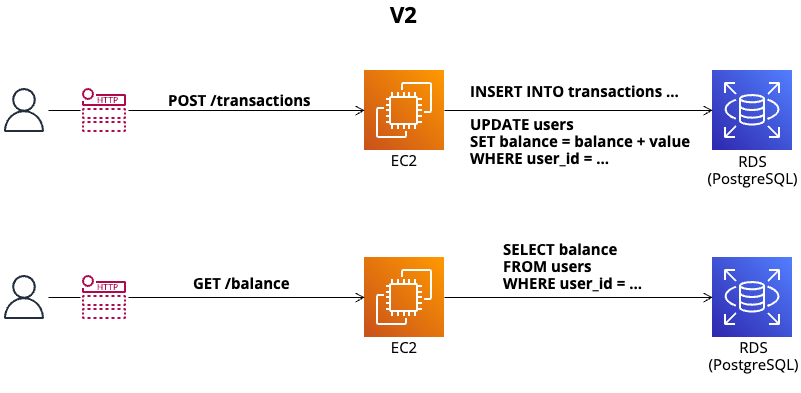 V2
HTTP
POST /transactions
EC2
INSERT INTO transactions ...
UPDATE users
SET balance = balance + value
WHERE user_id = ...
RDS
(PostgreSQL)
HTTP
GET /balance
EC2
SELECT balance
FROM users
WHERE user_id = ...
RDS
(PostgreSQL)